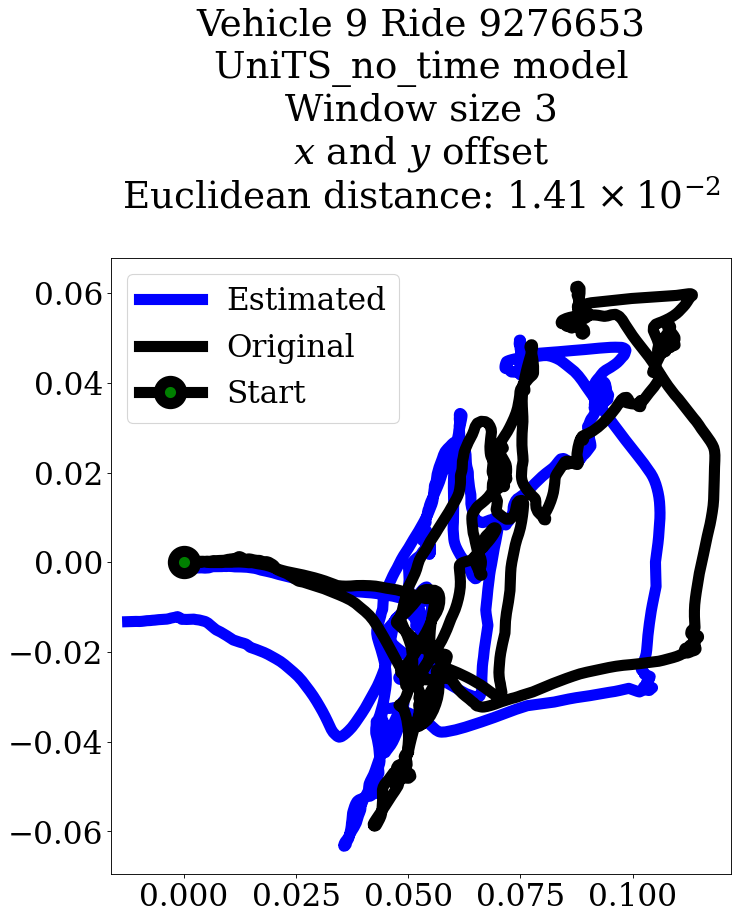 Vehicle 9 Ride 9276653
UniTS_no_time model
Window size 3
x and y offset
Euclidean distance: 1.41 × 10⁻²
Estimated
Original
Start
0.06
0.04
0.02
0.00
−0.02
−0.04
−0.06
0.000 0.025 0.050 0.075 0.100